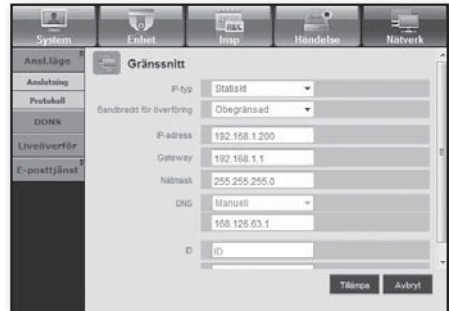 System Enhet Insp Händelse Nätverk
REC
Ansl.läge
Anslutning
Protokoll
DDNS
Liveöverför
E-posttjänst
Gränssnitt
IP-typ Statiskt
Bandbredd för överföring Obegränsad
IP-adress 192.168.1.200
Gateway 192.168.1.1
Nätmask 255.255.255.0
DNS Manuell
168.126.63.1
ID ID
Tillämpa Avbryt